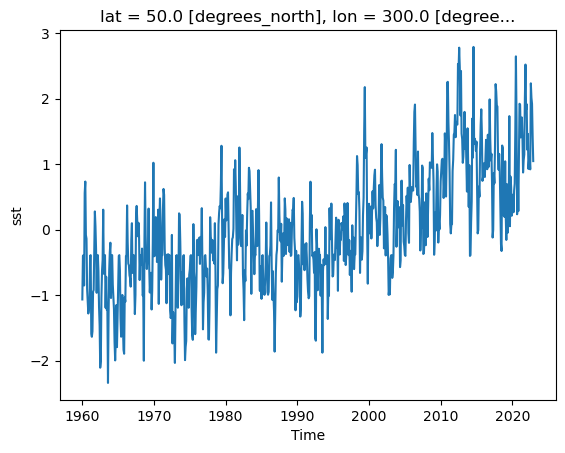 lat = 50.0 [degrees_north], lon = 300.0 [degree...
3
2
1
0
−1
−2
sst
1960 1970 1980 1990 2000 2010 2020
Time